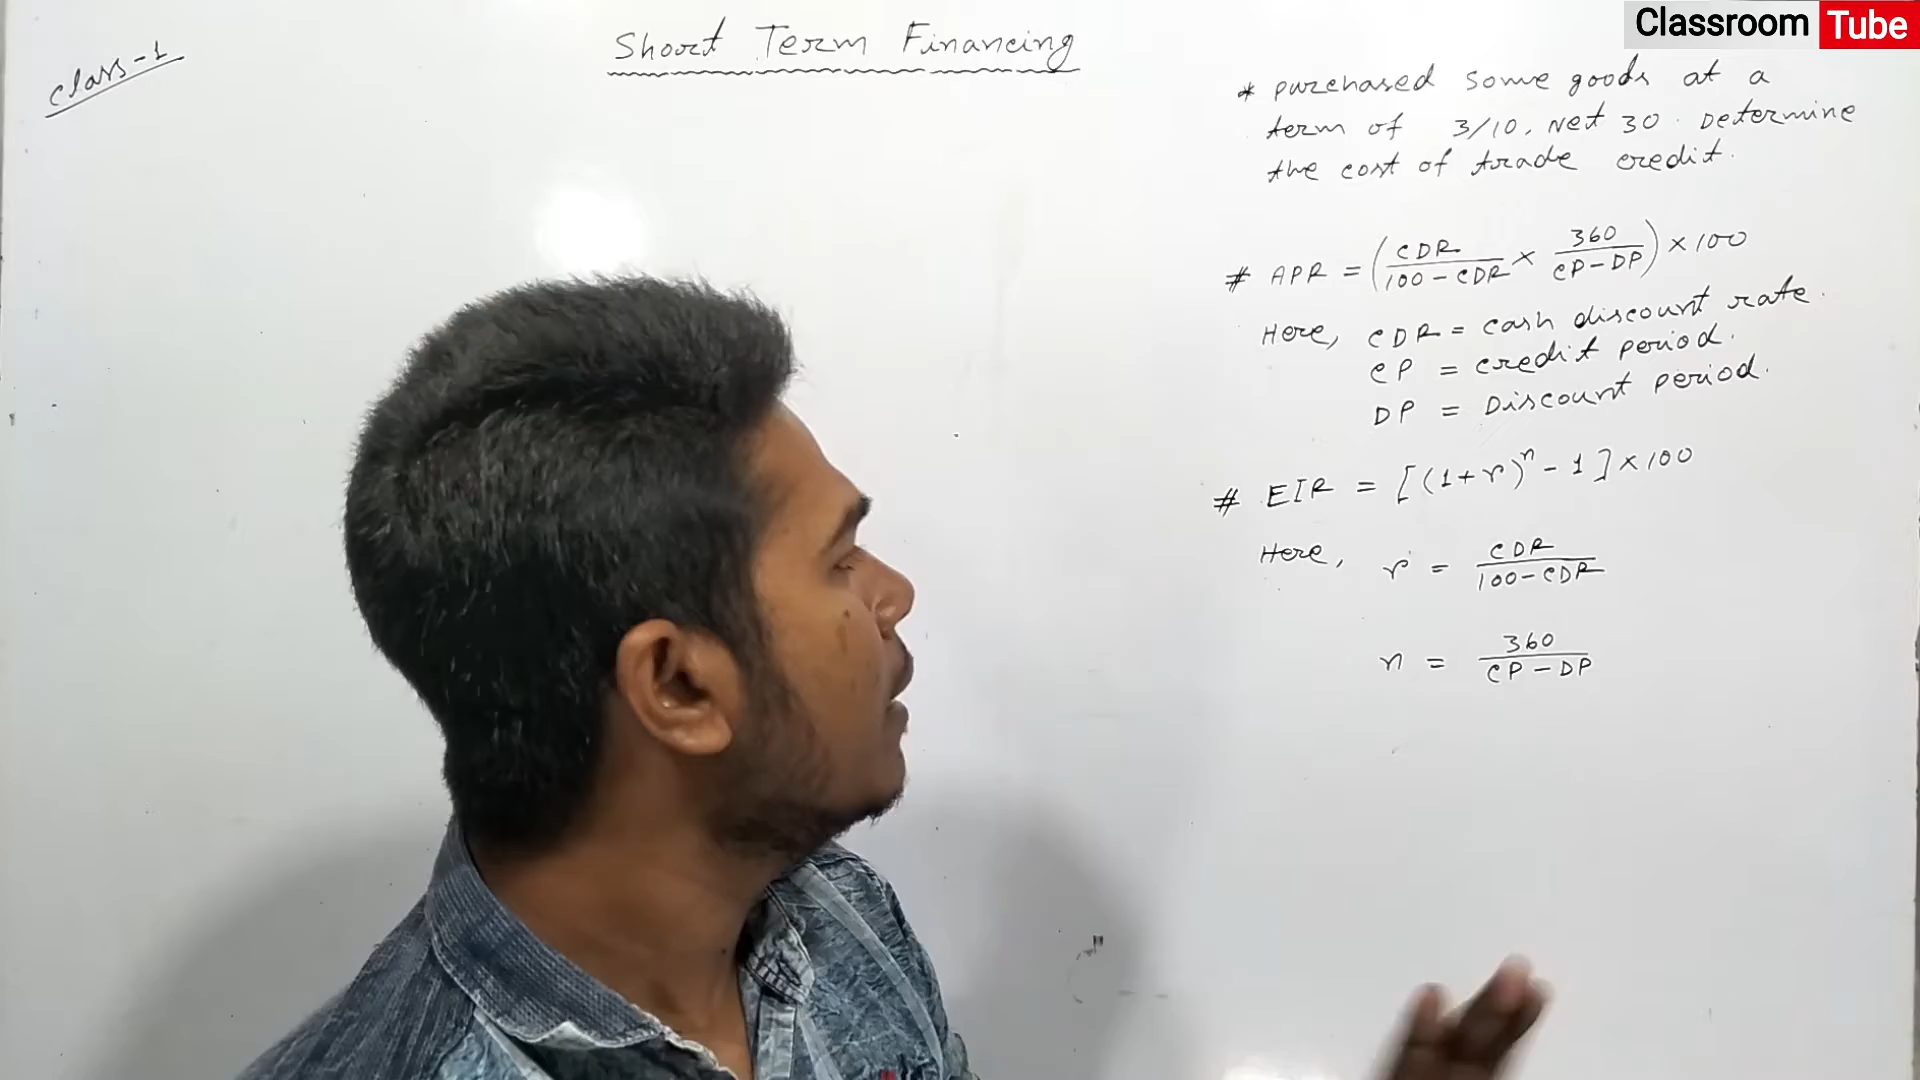 Classroom Tube
Class-1
Short Term Financing
* purchased some goods at a
term of 3/10, Net 30. Determine
the cost of trade credit.
# APR = (CDR/100-CDR × 360/CP-DP) × 100
Here, CDR = cash discount rate.
CP = credit period.
DP = Discount period.
# EIR = [(1+r)^n - 1] × 100
Here, r = CDR/100-CDR
n = 360/CP-DP